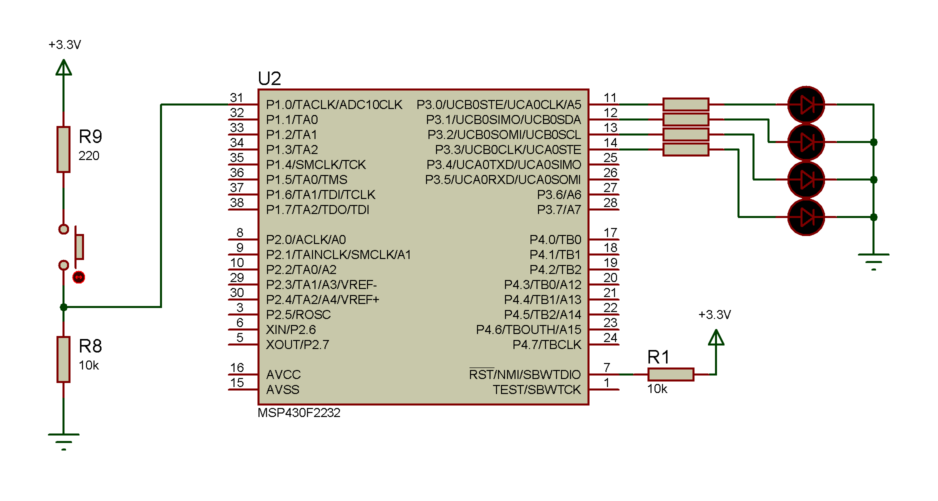 +3.3V
R9
220
R8
10k
U2
31 P1.0/TACLK/ADC10CLK
32 P1.1/TA0
33 P1.2/TA1
34 P1.3/TA2
35 P1.4/SMCLK/TCK
36 P1.5/TA0/TMS
37 P1.6/TA1/TDI/TCLK
38 P1.7/TA2/TDO/TDI
8 P2.0/ACLK/A0
9 P2.1/TAINCLK/SMCLK/A1
10 P2.2/TA0/A2
29 P2.3/TA1/A3/VREF-
30 P2.4/TA2/A4/VREF+
3 P2.5/ROSC
6 XIN/P2.6
5 XOUT/P2.7
16 AVCC
15 AVSS
P3.0/UCB0STE/UCA0CLK/A5 11
P3.1/UCB0SIMO/UCB0SDA 12
P3.2/UCB0SOMI/UCB0SCL 13
P3.3/UCB0CLK/UCA0STE 14
P3.4/UCA0TXD/UCA0SIMO 25
P3.5/UCA0RXD/UCA0SOMI 26
P3.6/A6 27
P3.7/A7 28
P4.0/TB0 17
P4.1/TB1 18
P4.2/TB2 19
P4.3/TB0/A12 20
P4.4/TB1/A13 21
P4.5/TB2/A14 22
P4.6/TBOUTH/A15 23
P4.7/TBCLK 24
RST/NMI/SBWTDIO 7
TEST/SBWTCK 1
MSP430F2232
R1
10k
+3.3V